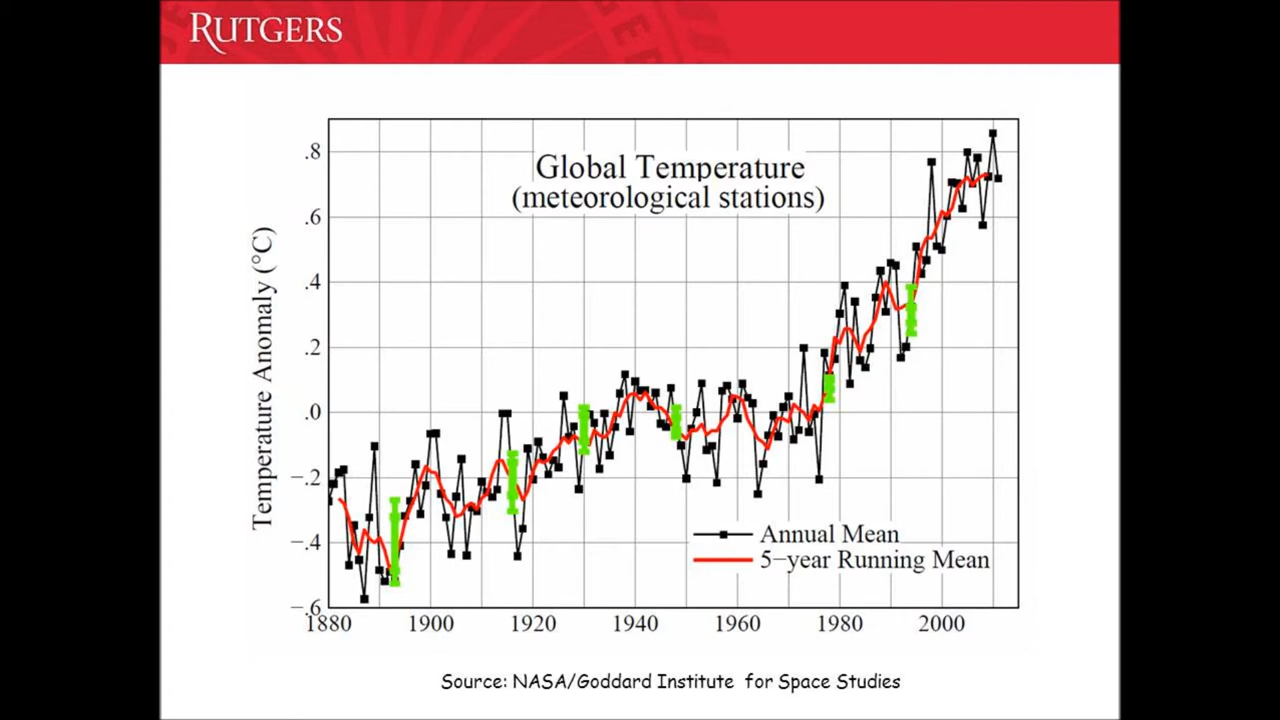 RUTGERS
Global Temperature
(meteorological stations)
Temperature Anomaly (°C)
.8
.6
.4
.2
.0
−.2
−.4
−.6
Annual Mean
5−year Running Mean
1880 1900 1920 1940 1960 1980 2000
Source: NASA/Goddard Institute for Space Studies